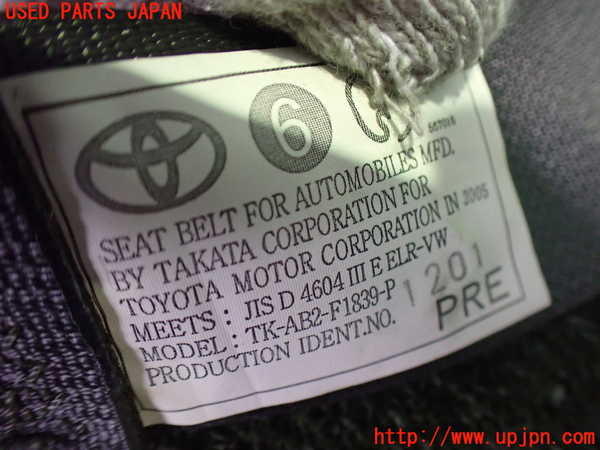 USED PARTS JAPAN
6
567018
SEAT BELT FOR AUTOMOBILES MFD.
BY TAKATA CORPORATION FOR
TOYOTA MOTOR CORPORATION IN 2005
MEETS : JIS D 4604 III E ELR-VW
MODEL : TK-AB2-F1839-P
PRODUCTION IDENT.NO. 1201
PRE
http://www.upjpn.com/